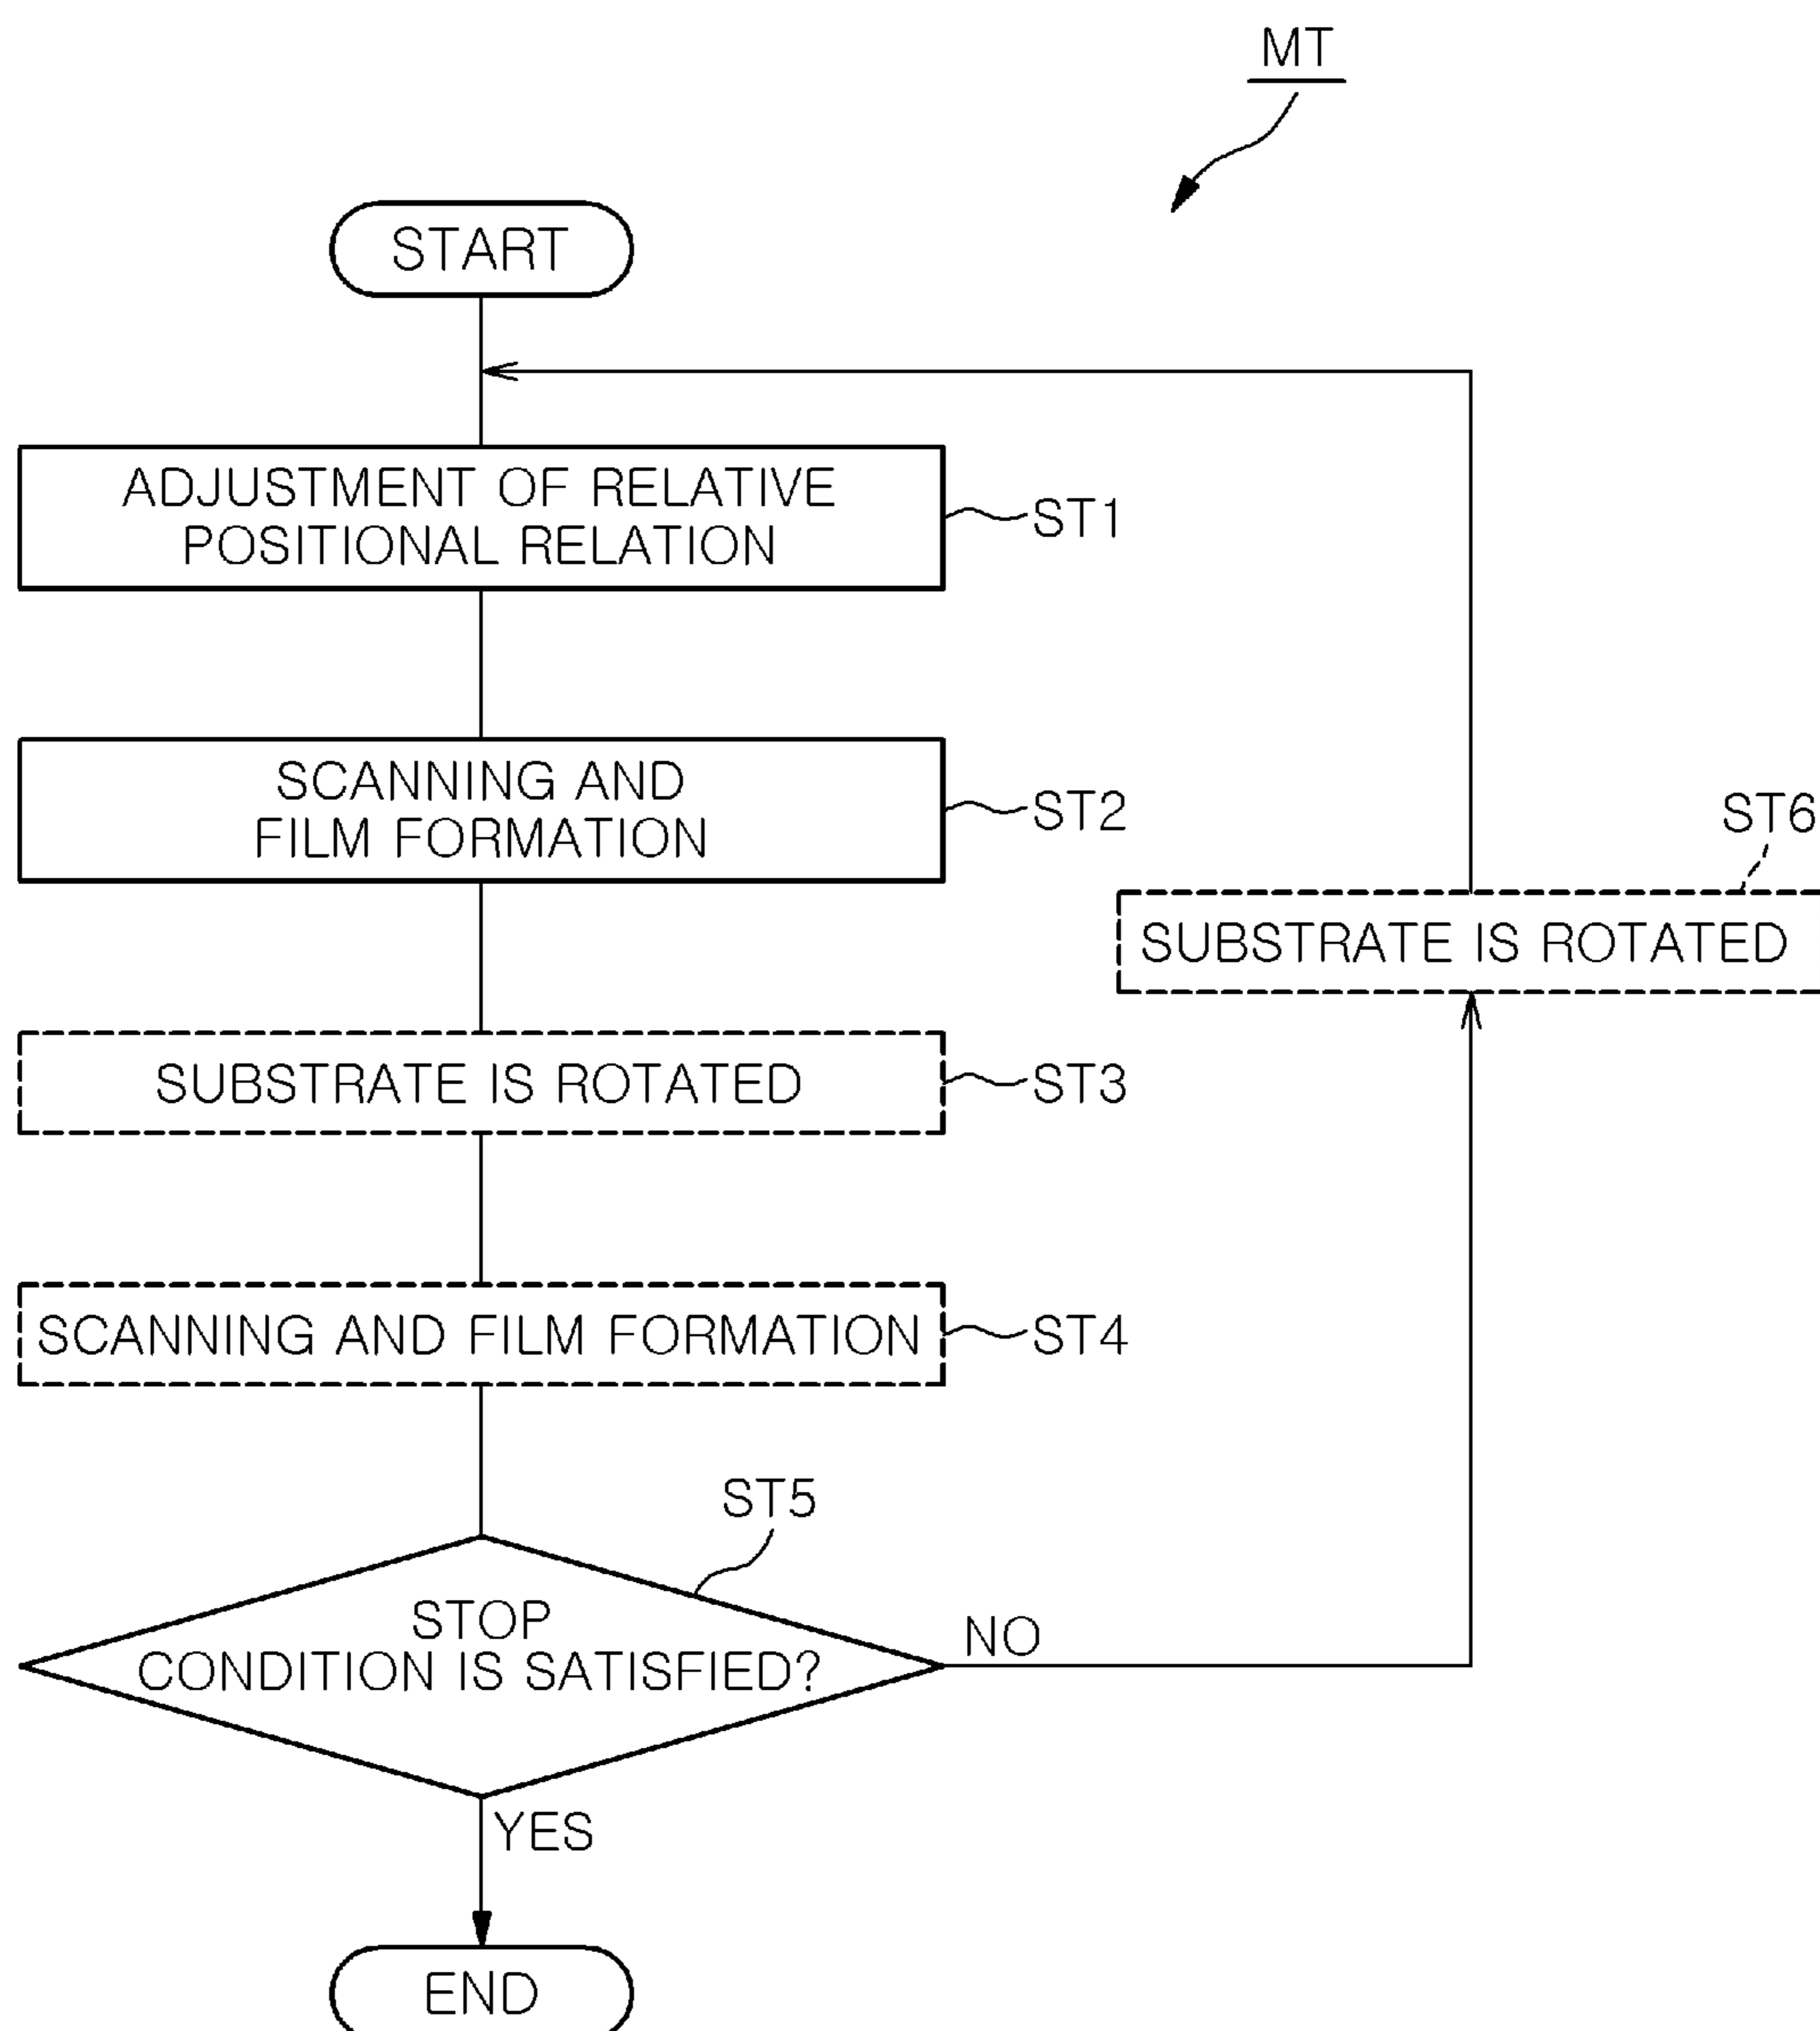 MT
START
ADJUSTMENT OF RELATIVE
POSITIONAL RELATION
ST1
SCANNING AND
FILM FORMATION
ST2
ST6
SUBSTRATE IS ROTATED
SUBSTRATE IS ROTATED
ST3
SCANNING AND FILM FORMATION
ST4
ST5
STOP
CONDITION IS SATISFIED?
NO
YES
END